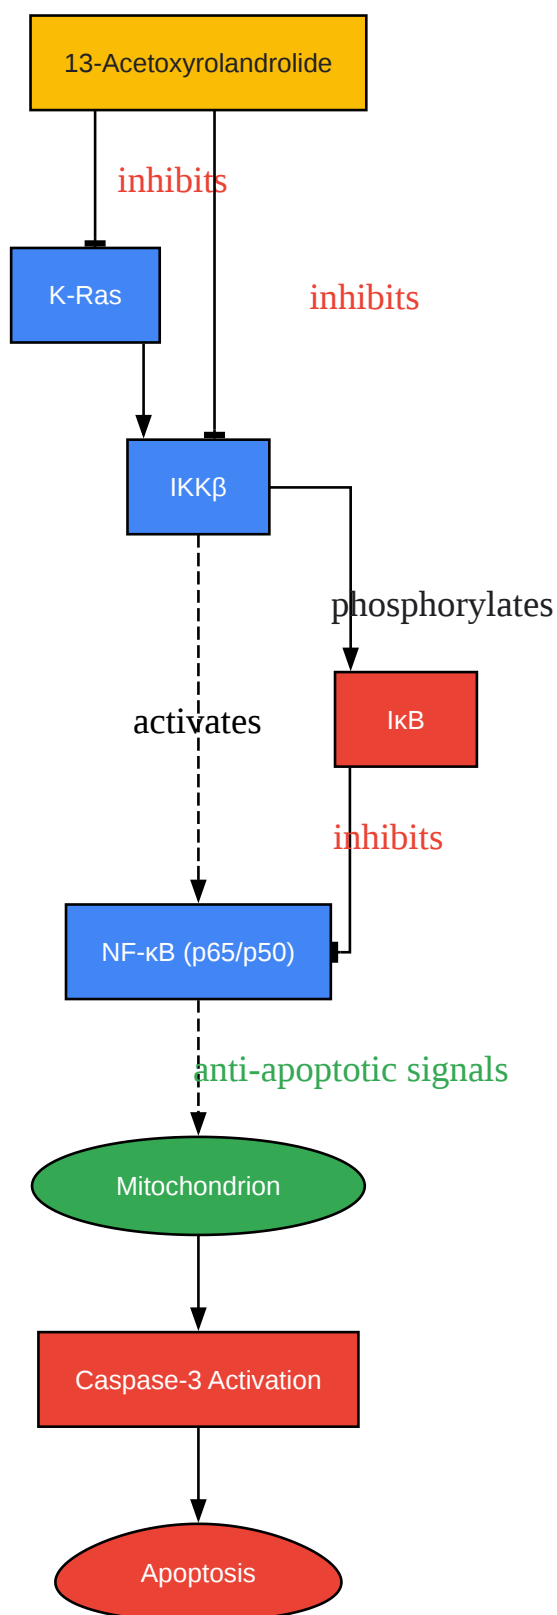 13-Acetoxyrolandrolide
inhibits
K-Ras
inhibits
IKKβ
phosphorylates
IκB
activates
inhibits
NF-κB (p65/p50)
anti-apoptotic signals
Mitochondrion
Caspase-3 Activation
Apoptosis